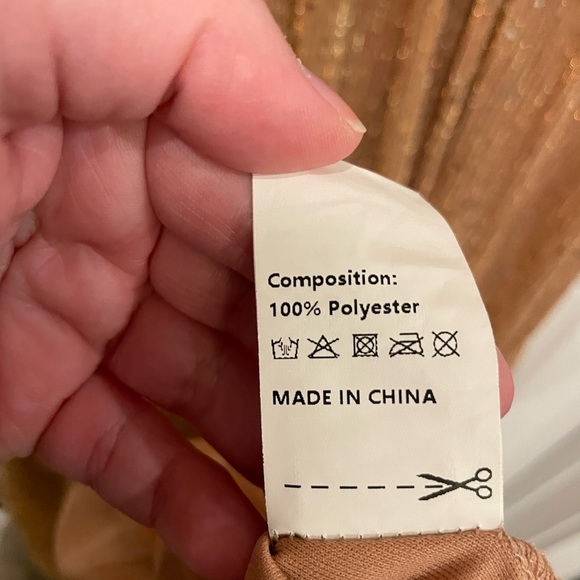 Composition:
100% Polyester
MADE IN CHINA